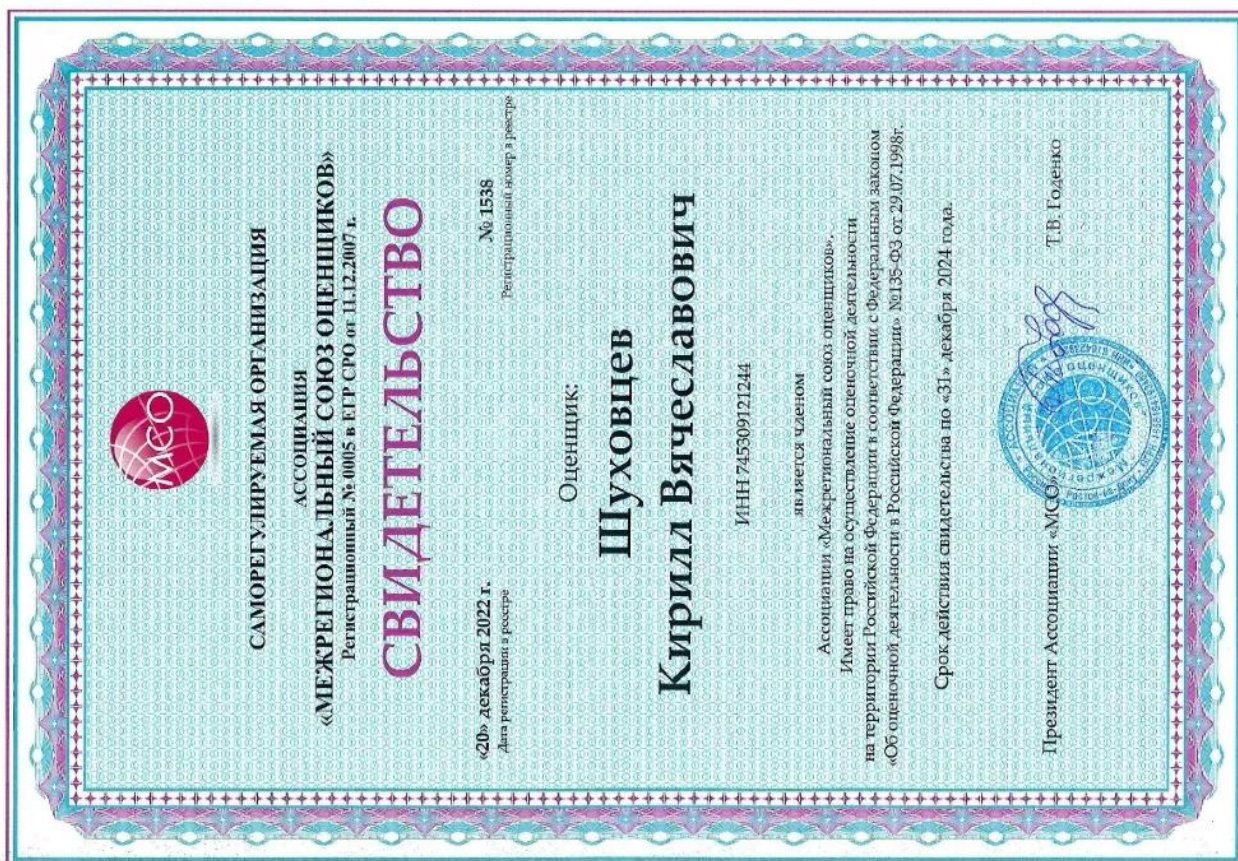 МСО
САМОРЕГУЛИРУЕМАЯ ОРГАНИЗАЦИЯ
АССОЦИАЦИЯ
«МЕЖРЕГИОНАЛЬНЫЙ СОЮЗ ОЦЕНЩИКОВ»
Регистрационный № 0005 в ЕГР СРО от 11.12.2007 г.
СВИДЕТЕЛЬСТВО
«20» декабря 2022 г. № 1538
Дата регистрации в реестре Регистрационный номер в реестре
Оценщик:
Шуховцев
Кирилл Вячеславович
ИНН 745309121244
является членом
Ассоциации «Межрегиональный союз оценщиков».
Имеет право на осуществление оценочной деятельности
на территории Российской Федерации в соответствии с Федеральным законом
«Об оценочной деятельности в Российской Федерации» №135-ФЗ от 29.07.1998г.
Срок действия свидетельства по «31» декабря 2024 года.
Президент Ассоциации «МСО» Т.В. Годенко